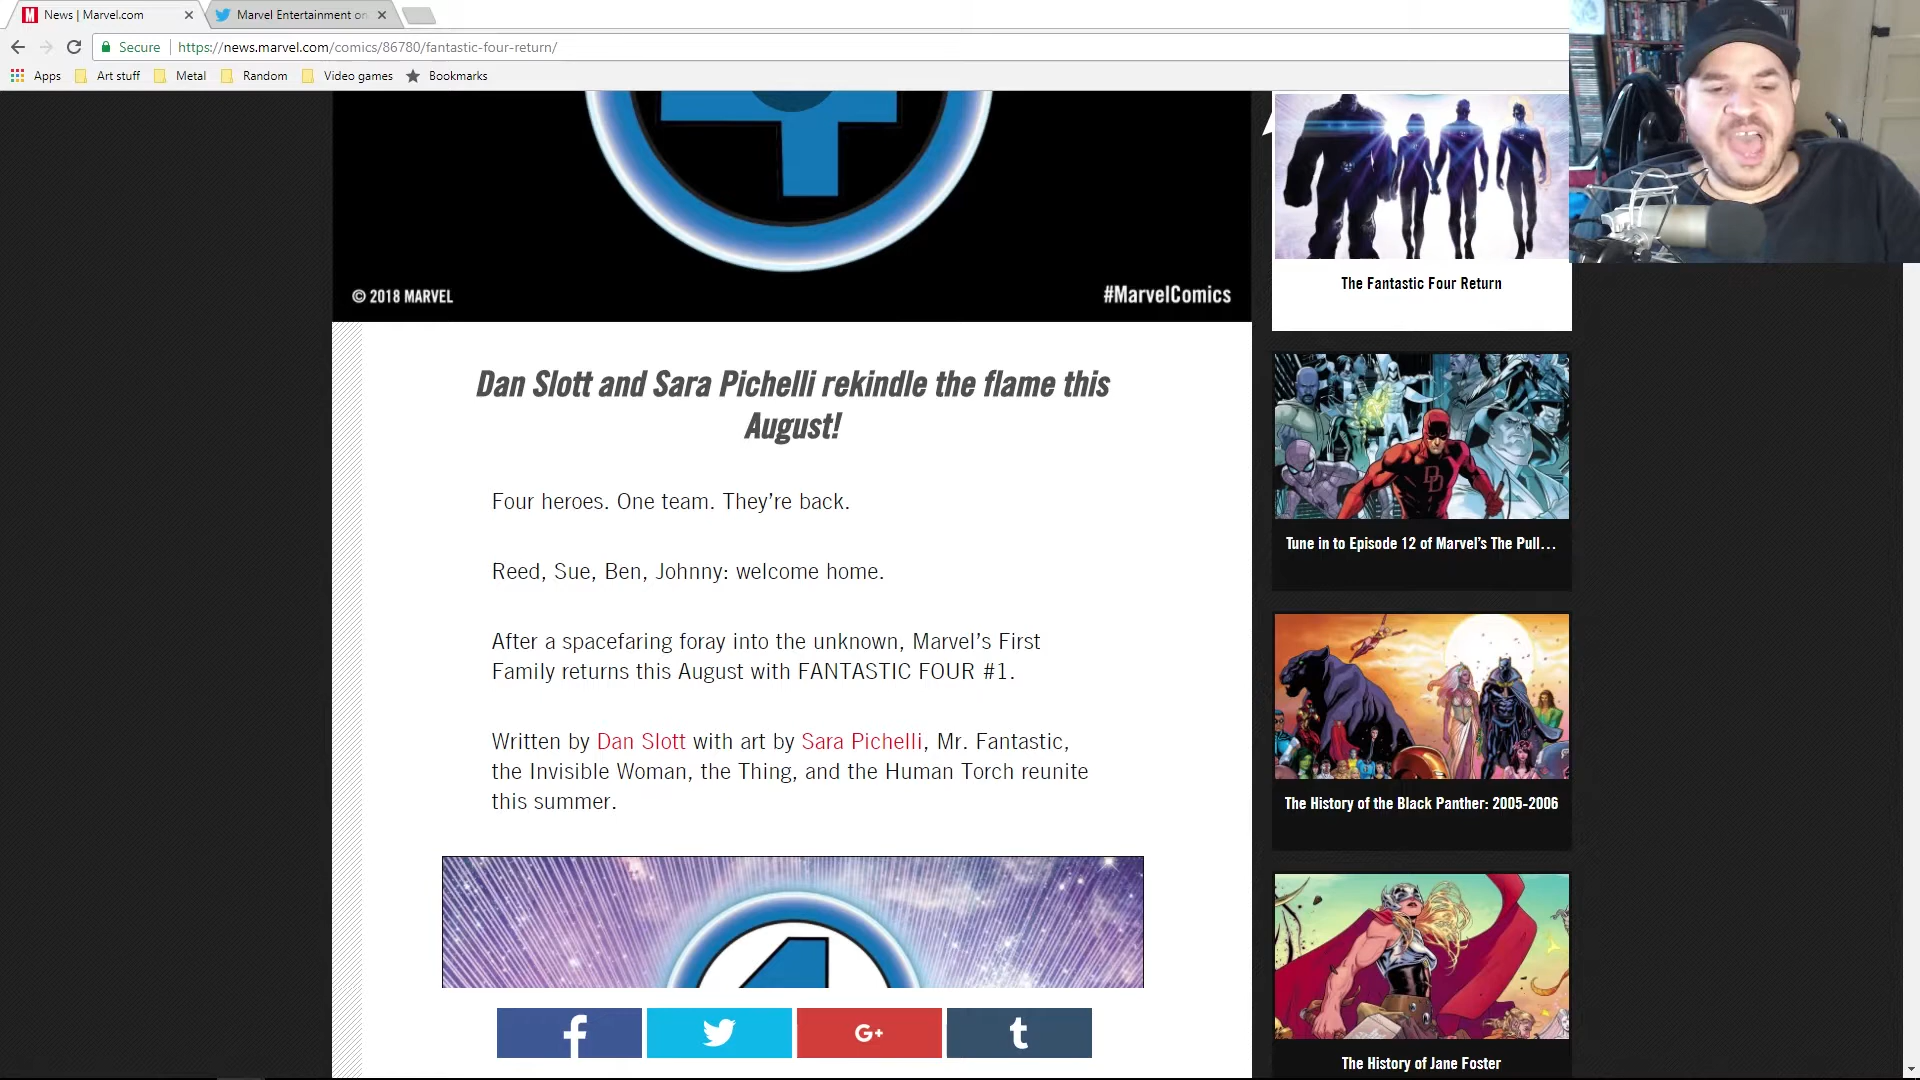 News | Marvel.com
Marvel Entertainment on
Secure
https://news.marvel.com/comics/86780/fantastic-four-return/
Apps
Art stuff
Metal
Random
Video games
Bookmarks
© 2018 MARVEL
#MarvelComics
Dan Slott and Sara Pichelli rekindle the flame this
August!
Four heroes. One team. They're back.
Reed, Sue, Ben, Johnny: welcome home.
After a spacefaring foray into the unknown, Marvel's First
Family returns this August with FANTASTIC FOUR #1.
Written by Dan Slott with art by Sara Pichelli, Mr. Fantastic,
the Invisible Woman, the Thing, and the Human Torch reunite
this summer.
G+
The Fantastic Four Return
Tune in to Episode 12 of Marvel's The Pull...
The History of the Black Panther: 2005-2006
The History of Jane Foster